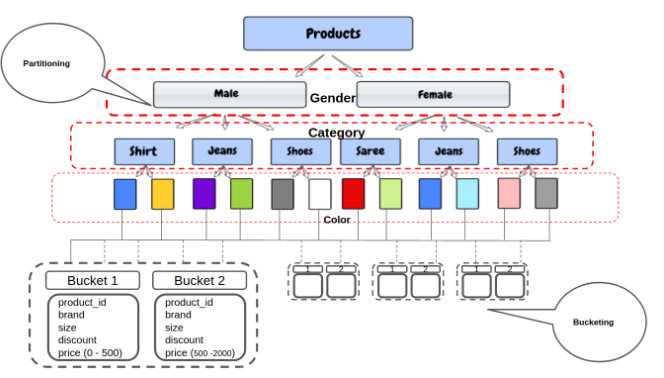 Products
Partitioning
Male
Gender
Female
Category
Shirt
Jeans
Shoes
Saree
Jeans
Shoes
Color
Bucket 1
Bucket 2
1
2
1
2
1
2
product_id
brand
size
discount
price (0 - 500)
product_id
brand
size
discount
price (500 -2000)
Bucketing